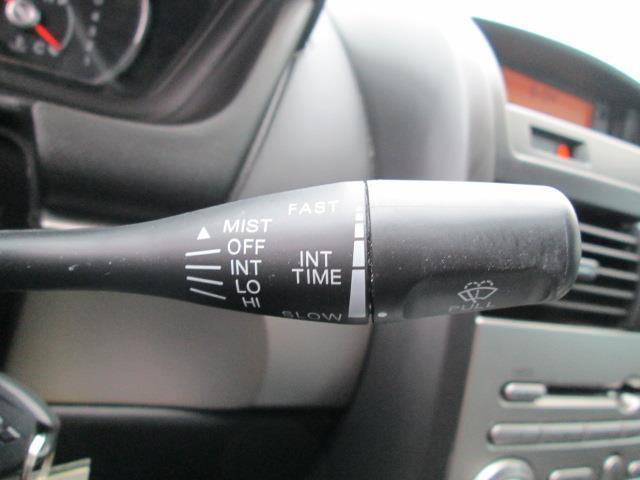 FAST
MIST
OFF
INT
LO
HI
INT
TIME
SLOW
PULL